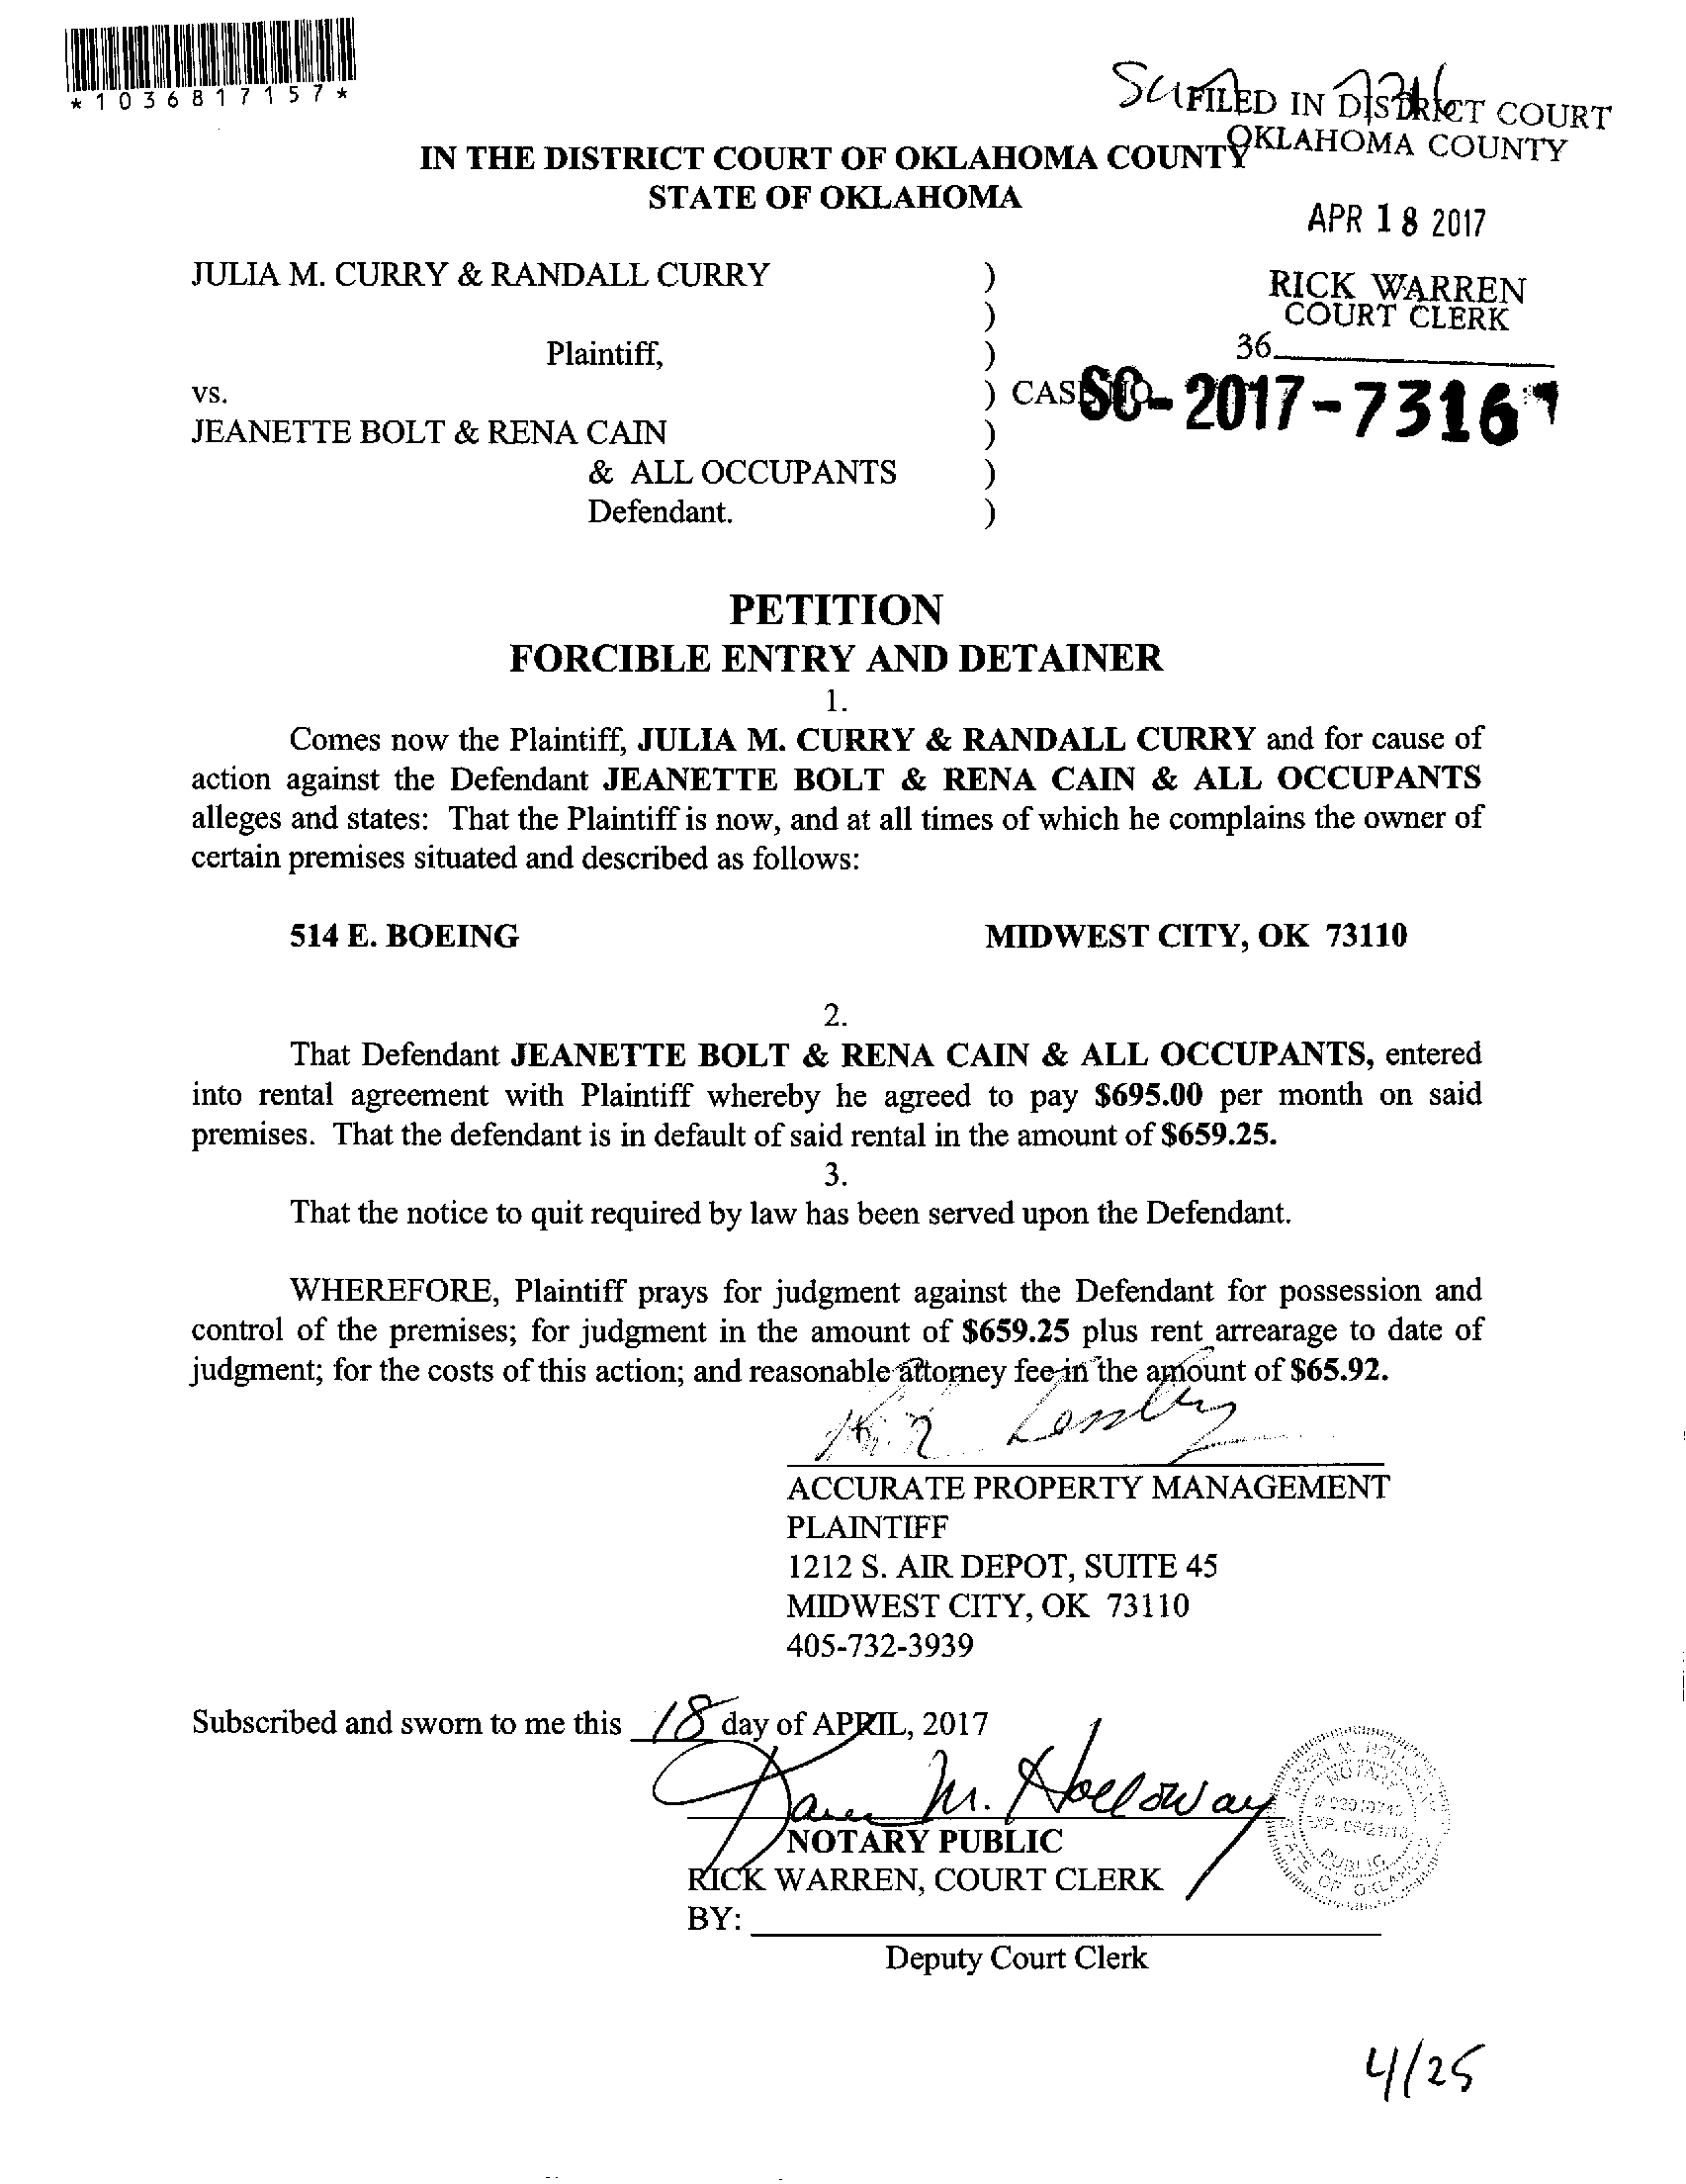 *1036817157*
FILED IN DISTRICT COURT
OKLAHOMA COUNTY
IN THE DISTRICT COURT OF OKLAHOMA COUNTY
STATE OF OKLAHOMA
APR 18 2017
JULIA M. CURRY & RANDALL CURRY )
)
RICK WARREN
COURT CLERK
Plaintiff, )
36
vs. ) CASE NO. SC-2017-7316
JEANETTE BOLT & RENA CAIN )
& ALL OCCUPANTS )
Defendant. )
PETITION
FORCIBLE ENTRY AND DETAINER
1.
Comes now the Plaintiff, JULIA M. CURRY & RANDALL CURRY and for cause of
action against the Defendant JEANETTE BOLT & RENA CAIN & ALL OCCUPANTS
alleges and states: That the Plaintiff is now, and at all times of which he complains the owner of
certain premises situated and described as follows:
514 E. BOEING MIDWEST CITY, OK 73110
2.
That Defendant JEANETTE BOLT & RENA CAIN & ALL OCCUPANTS, entered
into rental agreement with Plaintiff whereby he agreed to pay $695.00 per month on said
premises. That the defendant is in default of said rental in the amount of $659.25.
3.
That the notice to quit required by law has been served upon the Defendant.
WHEREFORE, Plaintiff prays for judgment against the Defendant for possession and
control of the premises; for judgment in the amount of $659.25 plus rent arrearage to date of
judgment; for the costs of this action; and reasonable attorney fee in the amount of $65.92.
ACCURATE PROPERTY MANAGEMENT
PLAINTIFF
1212 S. AIR DEPOT, SUITE 45
MIDWEST CITY, OK 73110
405-732-3939
Subscribed and sworn to me this 18 day of APRIL, 2017
Karen M. Holloway
NOTARY PUBLIC
RICK WARREN, COURT CLERK
BY:
Deputy Court Clerk
KAREN M. HOLLOWAY
NOTARY
PUBLIC
STATE OF OKLAHOMA
4/25